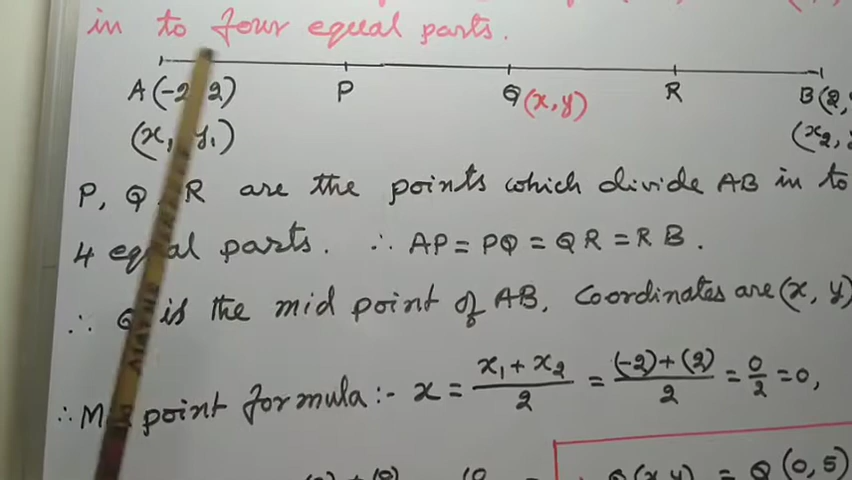 in to four equal parts.
A(-2 2) P Q(x, y) R B(2,
(x, y₁) (x₂,
P, Q, R are the points which divide AB in to
4 equal parts. ∴ AP = PQ = QR = RB.
∴ Q is the mid point of AB, Coordinates are (x, y)
∴ Mid point formula :- x = (x₁ + x₂)/2 = ((-2) + (2))/2 = 0/2 = 0,
Q(x, y) = Q(0, 5)